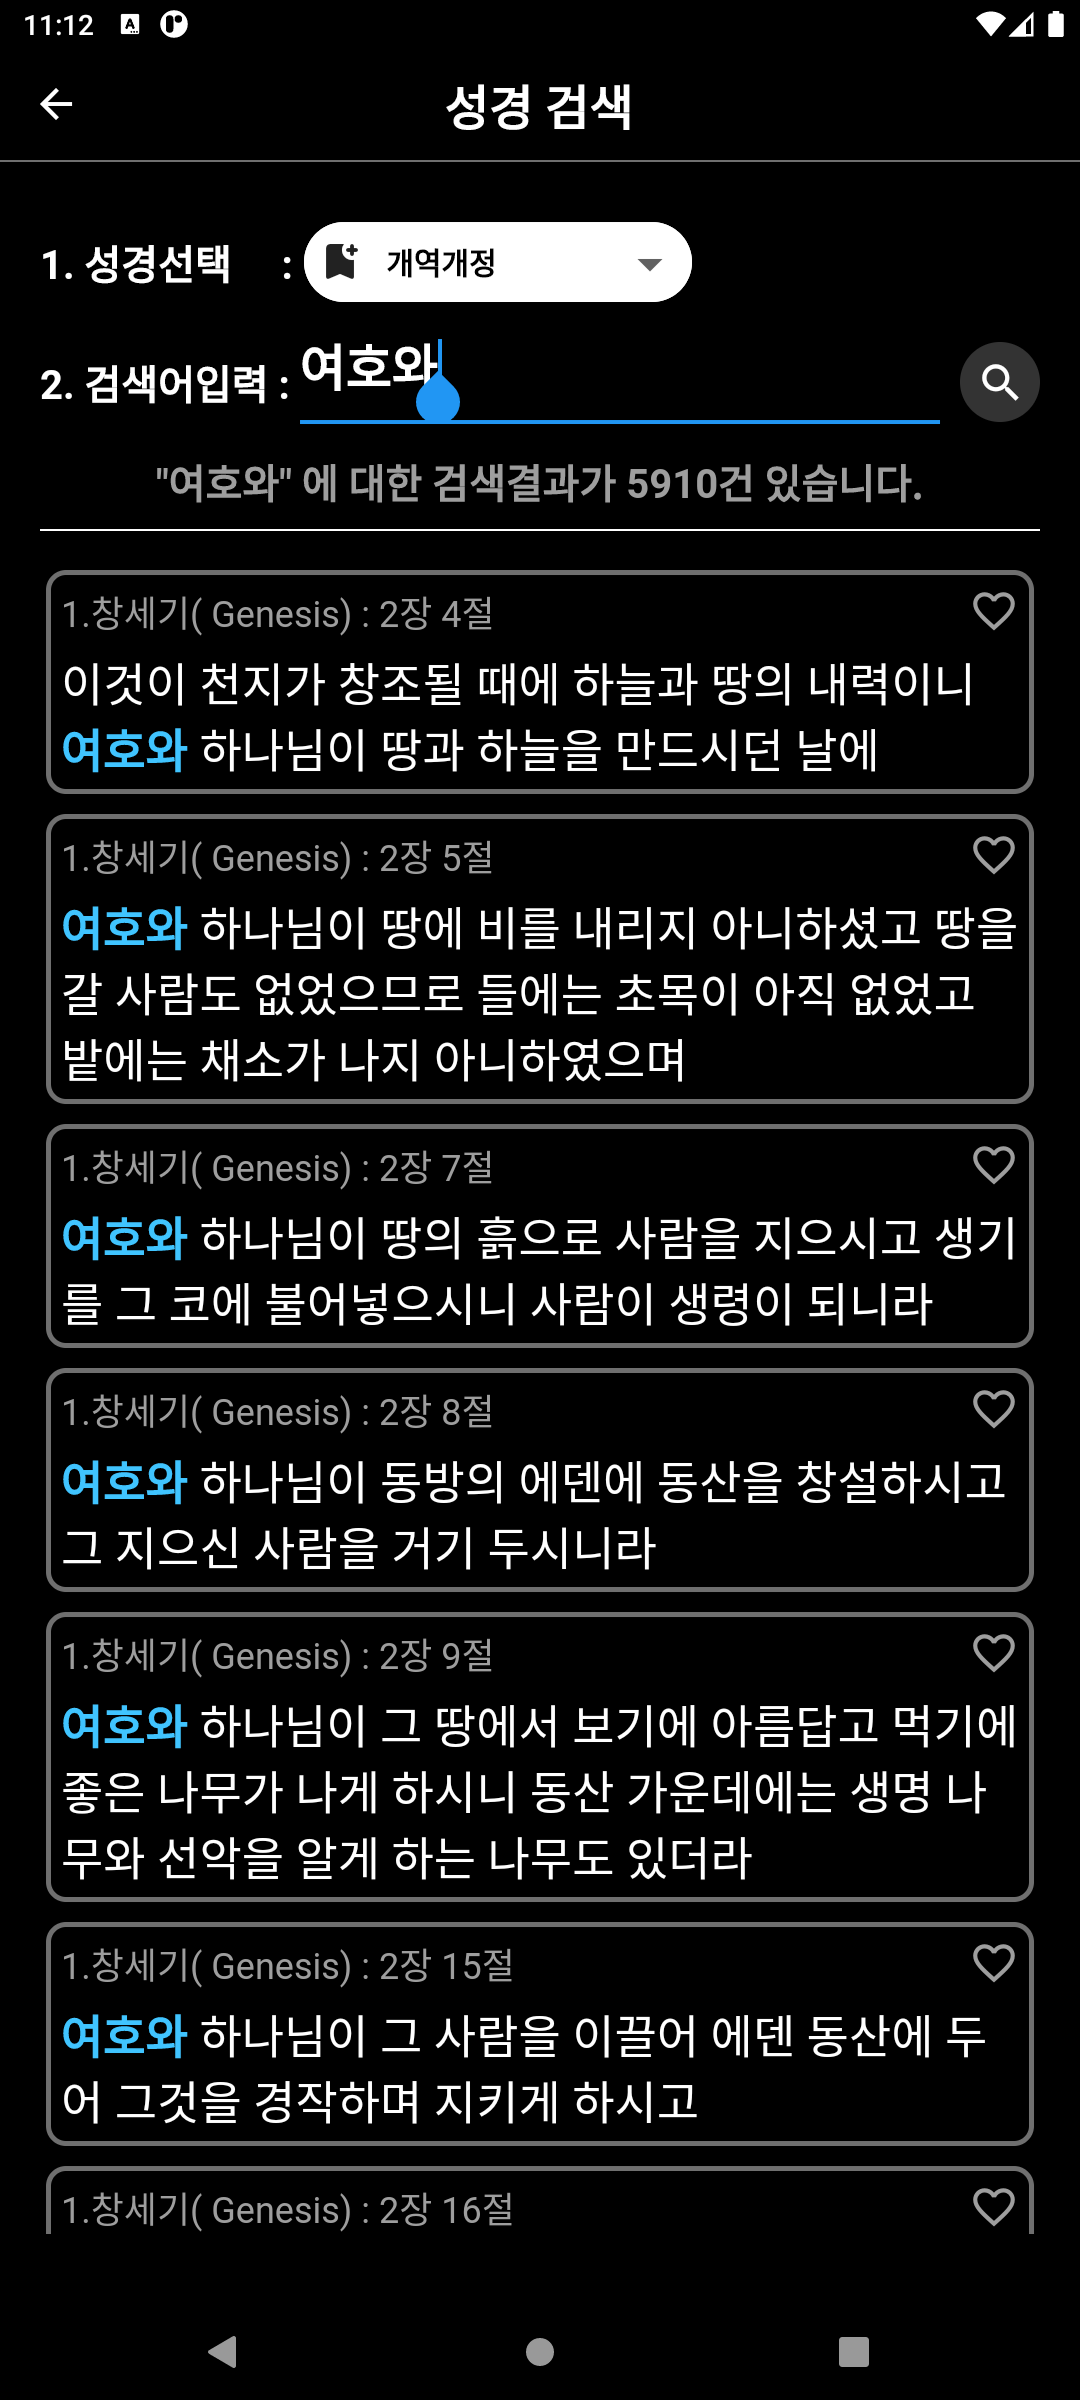 11:12
성경 검색
1. 성경선택 : 개역개정
2. 검색어입력 : 여호와
"여호와" 에 대한 검색결과가 5910건 있습니다.
1.창세기( Genesis) : 2장 4절
이것이 천지가 창조될 때에 하늘과 땅의 내력이니
여호와 하나님이 땅과 하늘을 만드시던 날에
1.창세기( Genesis) : 2장 5절
여호와 하나님이 땅에 비를 내리지 아니하셨고 땅을
갈 사람도 없었으므로 들에는 초목이 아직 없었고
밭에는 채소가 나지 아니하였으며
1.창세기( Genesis) : 2장 7절
여호와 하나님이 땅의 흙으로 사람을 지으시고 생기
를 그 코에 불어넣으시니 사람이 생령이 되니라
1.창세기( Genesis) : 2장 8절
여호와 하나님이 동방의 에덴에 동산을 창설하시고
그 지으신 사람을 거기 두시니라
1.창세기( Genesis) : 2장 9절
여호와 하나님이 그 땅에서 보기에 아름답고 먹기에
좋은 나무가 나게 하시니 동산 가운데에는 생명 나
무와 선악을 알게 하는 나무도 있더라
1.창세기( Genesis) : 2장 15절
여호와 하나님이 그 사람을 이끌어 에덴 동산에 두
어 그것을 경작하며 지키게 하시고
1.창세기( Genesis) : 2장 16절